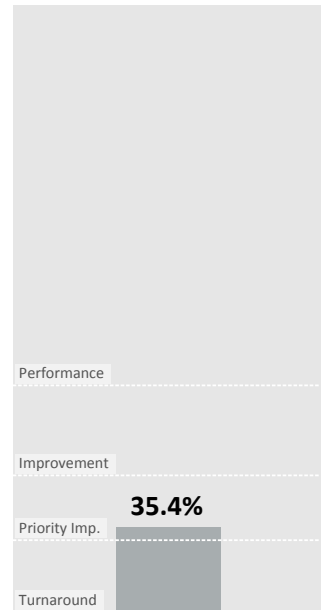 Performance
Improvement
35.4%
Priority Imp.
Turnaround